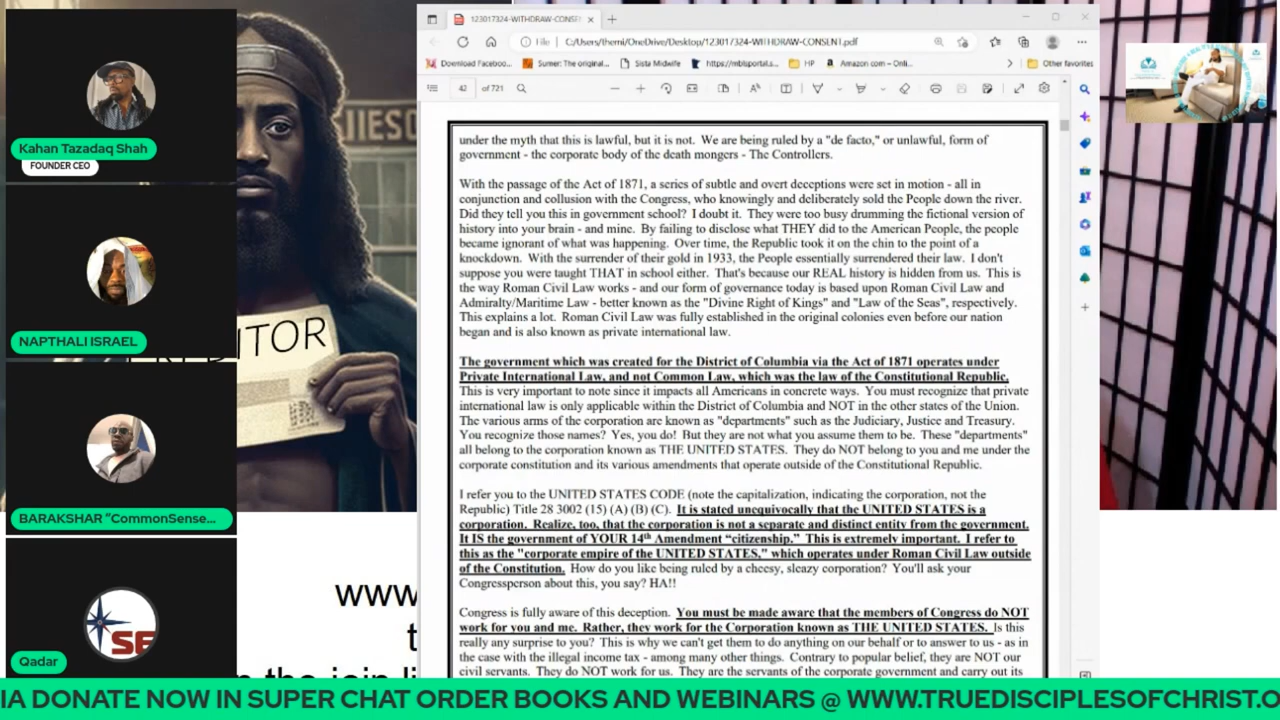 Kahan Tazadaq Shah
FOUNDER CEO
NAPTHALI ISRAEL
BARAKSHAR "CommonSense...
Qadar
SF
JIESC
DITOR
www
t
123017324-WITHDRAW-CONSE
File
C:/Users/themi/OneDrive/Desktop/123017324-WITHDRAW-CONSENT.pdf
Download Faceboo...
Sumer: The original...
Sista Midwife
https://mblsportal.s...
HP
Amazon.com – Onli...
Other favorites
42 of 721
under the myth that this is lawful, but it is not. We are being ruled by a "de facto," or unlawful, form of
government - the corporate body of the death mongers - The Controllers.
With the passage of the Act of 1871, a series of subtle and overt deceptions were set in motion - all in
conjunction and collusion with the Congress, who knowingly and deliberately sold the People down the river.
Did they tell you this in government school? I doubt it. They were too busy drumming the fictional version of
history into your brain - and mine. By failing to disclose what THEY did to the American People, the people
became ignorant of what was happening. Over time, the Republic took it on the chin to the point of a
knockdown. With the surrender of their gold in 1933, the People essentially surrendered their law. I don't
suppose you were taught THAT in school either. That's because our REAL history is hidden from us. This is
the way Roman Civil Law works - and our form of governance today is based upon Roman Civil Law and
Admiralty/Maritime Law - better known as the "Divine Right of Kings" and "Law of the Seas", respectively.
This explains a lot. Roman Civil Law was fully established in the original colonies even before our nation
began and is also known as private international law.
The government which was created for the District of Columbia via the Act of 1871 operates under
Private International Law, and not Common Law, which was the law of the Constitutional Republic.
This is very important to note since it impacts all Americans in concrete ways. You must recognize that private
international law is only applicable within the District of Columbia and NOT in the other states of the Union.
The various arms of the corporation are known as "departments" such as the Judiciary, Justice and Treasury.
You recognize those names? Yes, you do! But they are not what you assume them to be. These "departments"
all belong to the corporation known as THE UNITED STATES. They do NOT belong to you and me under the
corporate constitution and its various amendments that operate outside of the Constitutional Republic.
I refer you to the UNITED STATES CODE (note the capitalization, indicating the corporation, not the
Republic) Title 28 3002 (15) (A) (B) (C). It is stated unequivocally that the UNITED STATES is a
corporation. Realize, too, that the corporation is not a separate and distinct entity from the government.
It IS the government of YOUR 14th Amendment “citizenship.” This is extremely important. I refer to
this as the "corporate empire of the UNITED STATES," which operates under Roman Civil Law outside
of the Constitution. How do you like being ruled by a cheesy, sleazy corporation? You'll ask your
Congressperson about this, you say? HA!!
Congress is fully aware of this deception. You must be made aware that the members of Congress do NOT
work for you and me. Rather, they work for the Corporation known as THE UNITED STATES. Is this
really any surprise to you? This is why we can't get them to do anything on our behalf or to answer to us - as in
the case with the illegal income tax - among many other things. Contrary to popular belief, they are NOT our
civil servants. They do NOT work for us. They are the servants of the corporate government and carry out its
IA DONATE NOW IN SUPER CHAT ORDER BOOKS AND WEBINARS @ WWW.TRUEDISCIPLESOFCHRIST.O